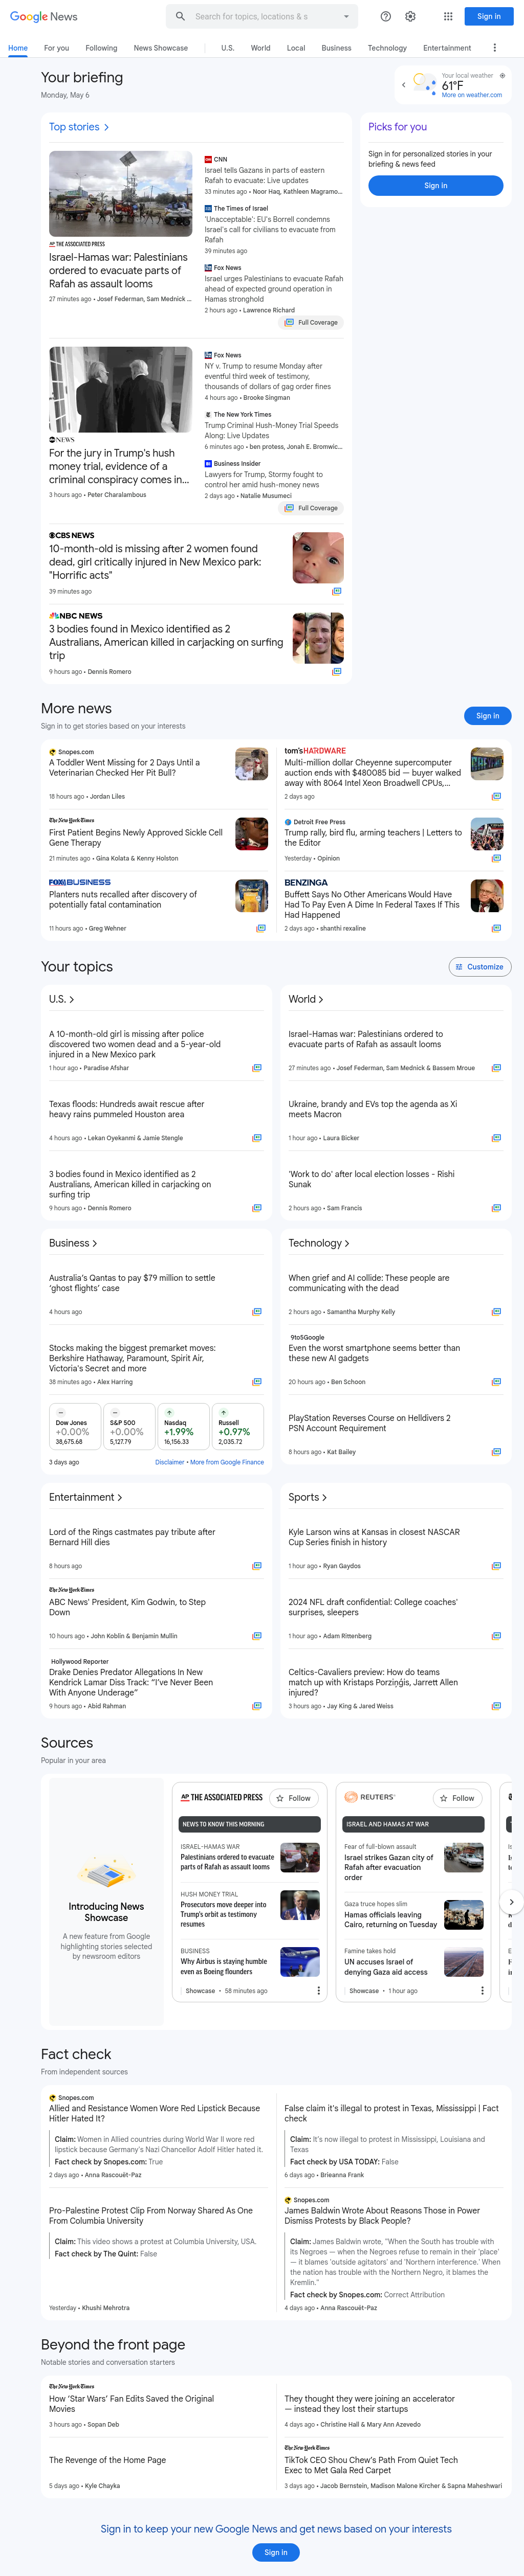 Google News
Search for topics, locations & s
Sign in
Home
For you
Following
News Showcase
U.S.
World
Local
Business
Technology
Entertainment
Your briefing
Monday, May 6
Your local weather
61°F
More on weather.com
Top stories
THE ASSOCIATED PRESS
Israel-Hamas war: Palestinians
ordered to evacuate parts of
Rafah as assault looms
27 minutes ago • Josef Federman, Sam Mednick ...
CNN
Israel tells Gazans in parts of eastern
Rafah to evacuate: Live updates
33 minutes ago • Noor Haq, Kathleen Magramo...
The Times of Israel
'Unacceptable': EU's Borrell condemns
Israel's call for civilians to evacuate from
Rafah
39 minutes ago
Fox News
Israel urges Palestinians to evacuate Rafah
ahead of expected ground operation in
Hamas stronghold
2 hours ago • Lawrence Richard
Full Coverage
Picks for you
Sign in for personalized stories in your
briefing & news feed
Sign in
NEWS
For the jury in Trump's hush
money trial, evidence of a
criminal conspiracy comes in...
3 hours ago • Peter Charalambous
Fox News
NY v. Trump to resume Monday after
eventful third week of testimony,
thousands of dollars of gag order fines
4 hours ago • Brooke Singman
The New York Times
Trump Criminal Hush-Money Trial Speeds
Along: Live Updates
6 minutes ago • ben protess, Jonah E. Bromwic...
Business Insider
Lawyers for Trump, Stormy fought to
control her amid hush-money news
2 days ago • Natalie Musumeci
Full Coverage
CBS NEWS
10-month-old is missing after 2 women found
dead, girl critically injured in New Mexico park:
"Horrific acts"
39 minutes ago
NBC NEWS
3 bodies found in Mexico identified as 2
Australians, American killed in carjacking on surfing
trip
9 hours ago • Dennis Romero
More news
Sign in to get stories based on your interests
Sign in
Snopes.com
A Toddler Went Missing for 2 Days Until a
Veterinarian Checked Her Pit Bull?
18 hours ago • Jordan Liles
tom's HARDWARE
Multi-million dollar Cheyenne supercomputer
auction ends with $480085 bid — buyer walked
away with 8064 Intel Xeon Broadwell CPUs,...
2 days ago
The New York Times
First Patient Begins Newly Approved Sickle Cell
Gene Therapy
21 minutes ago • Gina Kolata & Kenny Holston
Detroit Free Press
Trump rally, bird flu, arming teachers | Letters to
the Editor
Yesterday • Opinion
FOX BUSINESS
Planters nuts recalled after discovery of
potentially fatal contamination
11 hours ago • Greg Wehner
BENZINGA
Buffett Says No Other Americans Would Have
Had To Pay Even A Dime In Federal Taxes If This
Had Happened
2 days ago • shanthi rexaline
Your topics
Customize
U.S.
A 10-month-old girl is missing after police
discovered two women dead and a 5-year-old
injured in a New Mexico park
1 hour ago • Paradise Afshar
Texas floods: Hundreds await rescue after
heavy rains pummeled Houston area
4 hours ago • Lekan Oyekanmi & Jamie Stengle
3 bodies found in Mexico identified as 2
Australians, American killed in carjacking on
surfing trip
9 hours ago • Dennis Romero
World
Israel-Hamas war: Palestinians ordered to
evacuate parts of Rafah as assault looms
27 minutes ago • Josef Federman, Sam Mednick & Bassem Mroue
Ukraine, brandy and EVs top the agenda as Xi
meets Macron
1 hour ago • Laura Bicker
'Work to do' after local election losses - Rishi
Sunak
2 hours ago • Sam Francis
Business
Australia's Qantas to pay $79 million to settle
'ghost flights' case
4 hours ago
Stocks making the biggest premarket moves:
Berkshire Hathaway, Paramount, Spirit Air,
Victoria's Secret and more
38 minutes ago • Alex Harring
Dow Jones
+0.00%
38,675.68
S&P 500
+0.00%
5,127.79
Nasdaq
+1.99%
16,156.33
Russell
+0.97%
2,035.72
3 days ago
Disclaimer • More from Google Finance
Technology
When grief and AI collide: These people are
communicating with the dead
2 hours ago • Samantha Murphy Kelly
9to5Google
Even the worst smartphone seems better than
these new AI gadgets
20 hours ago • Ben Schoon
PlayStation Reverses Course on Helldivers 2
PSN Account Requirement
8 hours ago • Kat Bailey
Entertainment
Lord of the Rings castmates pay tribute after
Bernard Hill dies
8 hours ago
The New York Times
ABC News' President, Kim Godwin, to Step
Down
10 hours ago • John Koblin & Benjamin Mullin
Hollywood Reporter
Drake Denies Predator Allegations In New
Kendrick Lamar Diss Track: "I've Never Been
With Anyone Underage"
9 hours ago • Abid Rahman
Sports
Kyle Larson wins at Kansas in closest NASCAR
Cup Series finish in history
1 hour ago • Ryan Gaydos
2024 NFL draft confidential: College coaches'
surprises, sleepers
1 hour ago • Adam Rittenberg
Celtics-Cavaliers preview: How do teams
match up with Kristaps Porziņģis, Jarrett Allen
injured?
3 hours ago • Jay King & Jared Weiss
Sources
Popular in your area
Introducing News
Showcase
A new feature from Google
highlighting stories selected
by newsroom editors
THE ASSOCIATED PRESS
Follow
NEWS TO KNOW THIS MORNING
ISRAEL-HAMAS WAR
Palestinians ordered to evacuate
parts of Rafah as assault looms
HUSH MONEY TRIAL
Prosecutors move deeper into
Trump's orbit as testimony
resumes
BUSINESS
Why Airbus is staying humble
even as Boeing flounders
Showcase • 58 minutes ago
REUTERS
Follow
ISRAEL AND HAMAS AT WAR
Fear of full-blown assault
Israel strikes Gazan city of
Rafah after evacuation
order
Gaza truce hopes slim
Hamas officials leaving
Cairo, returning on Tuesday
Famine takes hold
UN accuses Israel of
denying Gaza aid access
Showcase • 1 hour ago
Fact check
From independent sources
Snopes.com
Allied and Resistance Women Wore Red Lipstick Because
Hitler Hated It?
Claim: Women in Allied countries during World War II wore red
lipstick because Germany's Nazi Chancellor Adolf Hitler hated it.
Fact check by Snopes.com: True
2 days ago • Anna Rascouët-Paz
False claim it's illegal to protest in Texas, Mississippi | Fact
check
Claim: It's now illegal to protest in Mississippi, Louisiana and
Texas
Fact check by USA TODAY: False
6 days ago • Brieanna Frank
Pro-Palestine Protest Clip From Norway Shared As One
From Columbia University
Claim: This video shows a protest at Columbia University, USA.
Fact check by The Quint: False
Yesterday • Khushi Mehrotra
Snopes.com
James Baldwin Wrote About Reasons Those in Power
Dismiss Protests by Black People?
Claim: James Baldwin wrote, "When the South has trouble with
its Negroes — when the Negroes refuse to remain in their 'place'
— it blames 'outside agitators' and 'Northern interference.' When
the nation has trouble with the Northern Negro, it blames the
Kremlin."
Fact check by Snopes.com: Correct Attribution
4 days ago • Anna Rascouët-Paz
Beyond the front page
Notable stories and conversation starters
The New York Times
How 'Star Wars' Fan Edits Saved the Original
Movies
3 hours ago • Sopan Deb
They thought they were joining an accelerator
— instead they lost their startups
4 days ago • Christine Hall & Mary Ann Azevedo
The Revenge of the Home Page
5 days ago • Kyle Chayka
The New York Times
TikTok CEO Shou Chew's Path From Quiet Tech
Exec to Met Gala Red Carpet
3 days ago • Jacob Bernstein, Madison Malone Kircher & Sapna Maheshwari
Sign in to keep your new Google News and get news based on your interests
Sign in